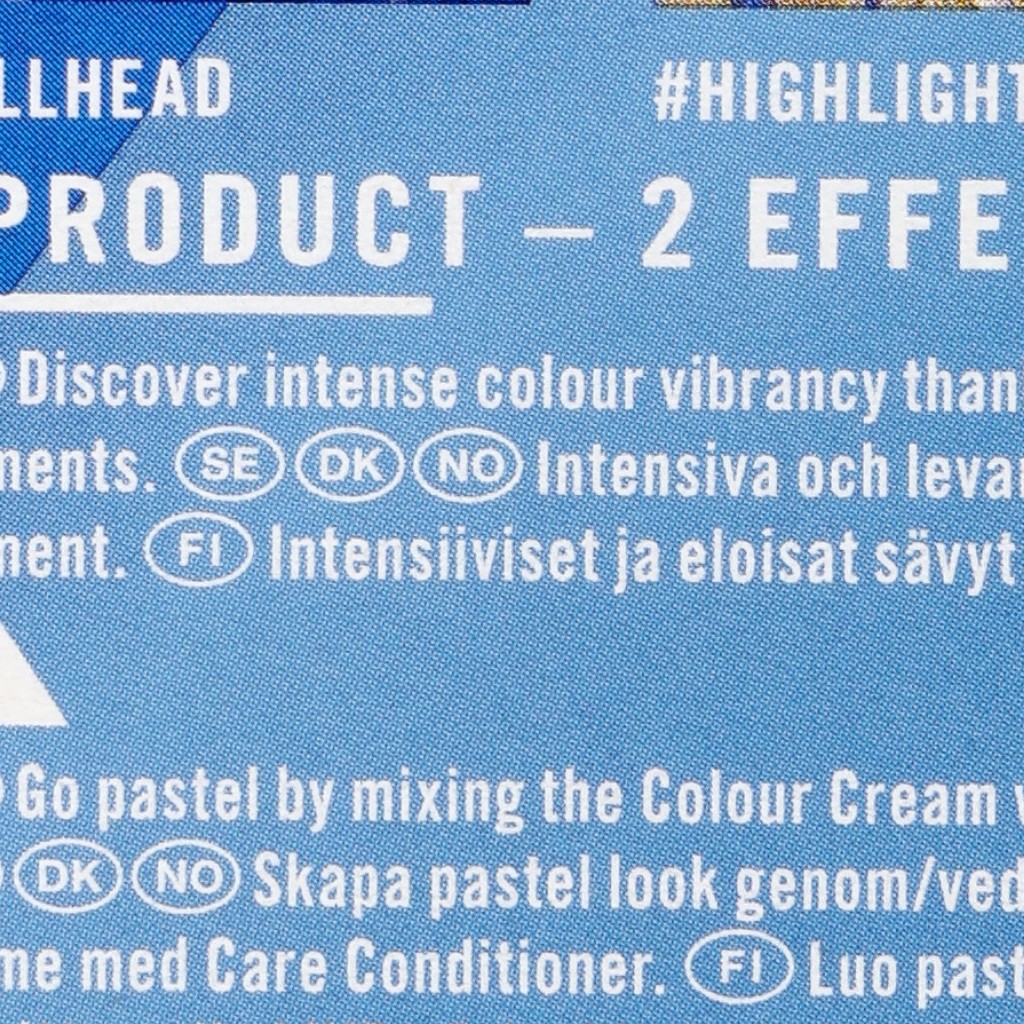 LLHEAD #HIGHLIGHT
PRODUCT – 2 EFFE
Discover intense colour vibrancy than
ments. SE DK NO Intensiva och leva
ment. FI Intensiiviset ja eloisat sävyt
Go pastel by mixing the Colour Cream
DK NO Skapa pastel look genom/ved
me med Care Conditioner. FI Luo past